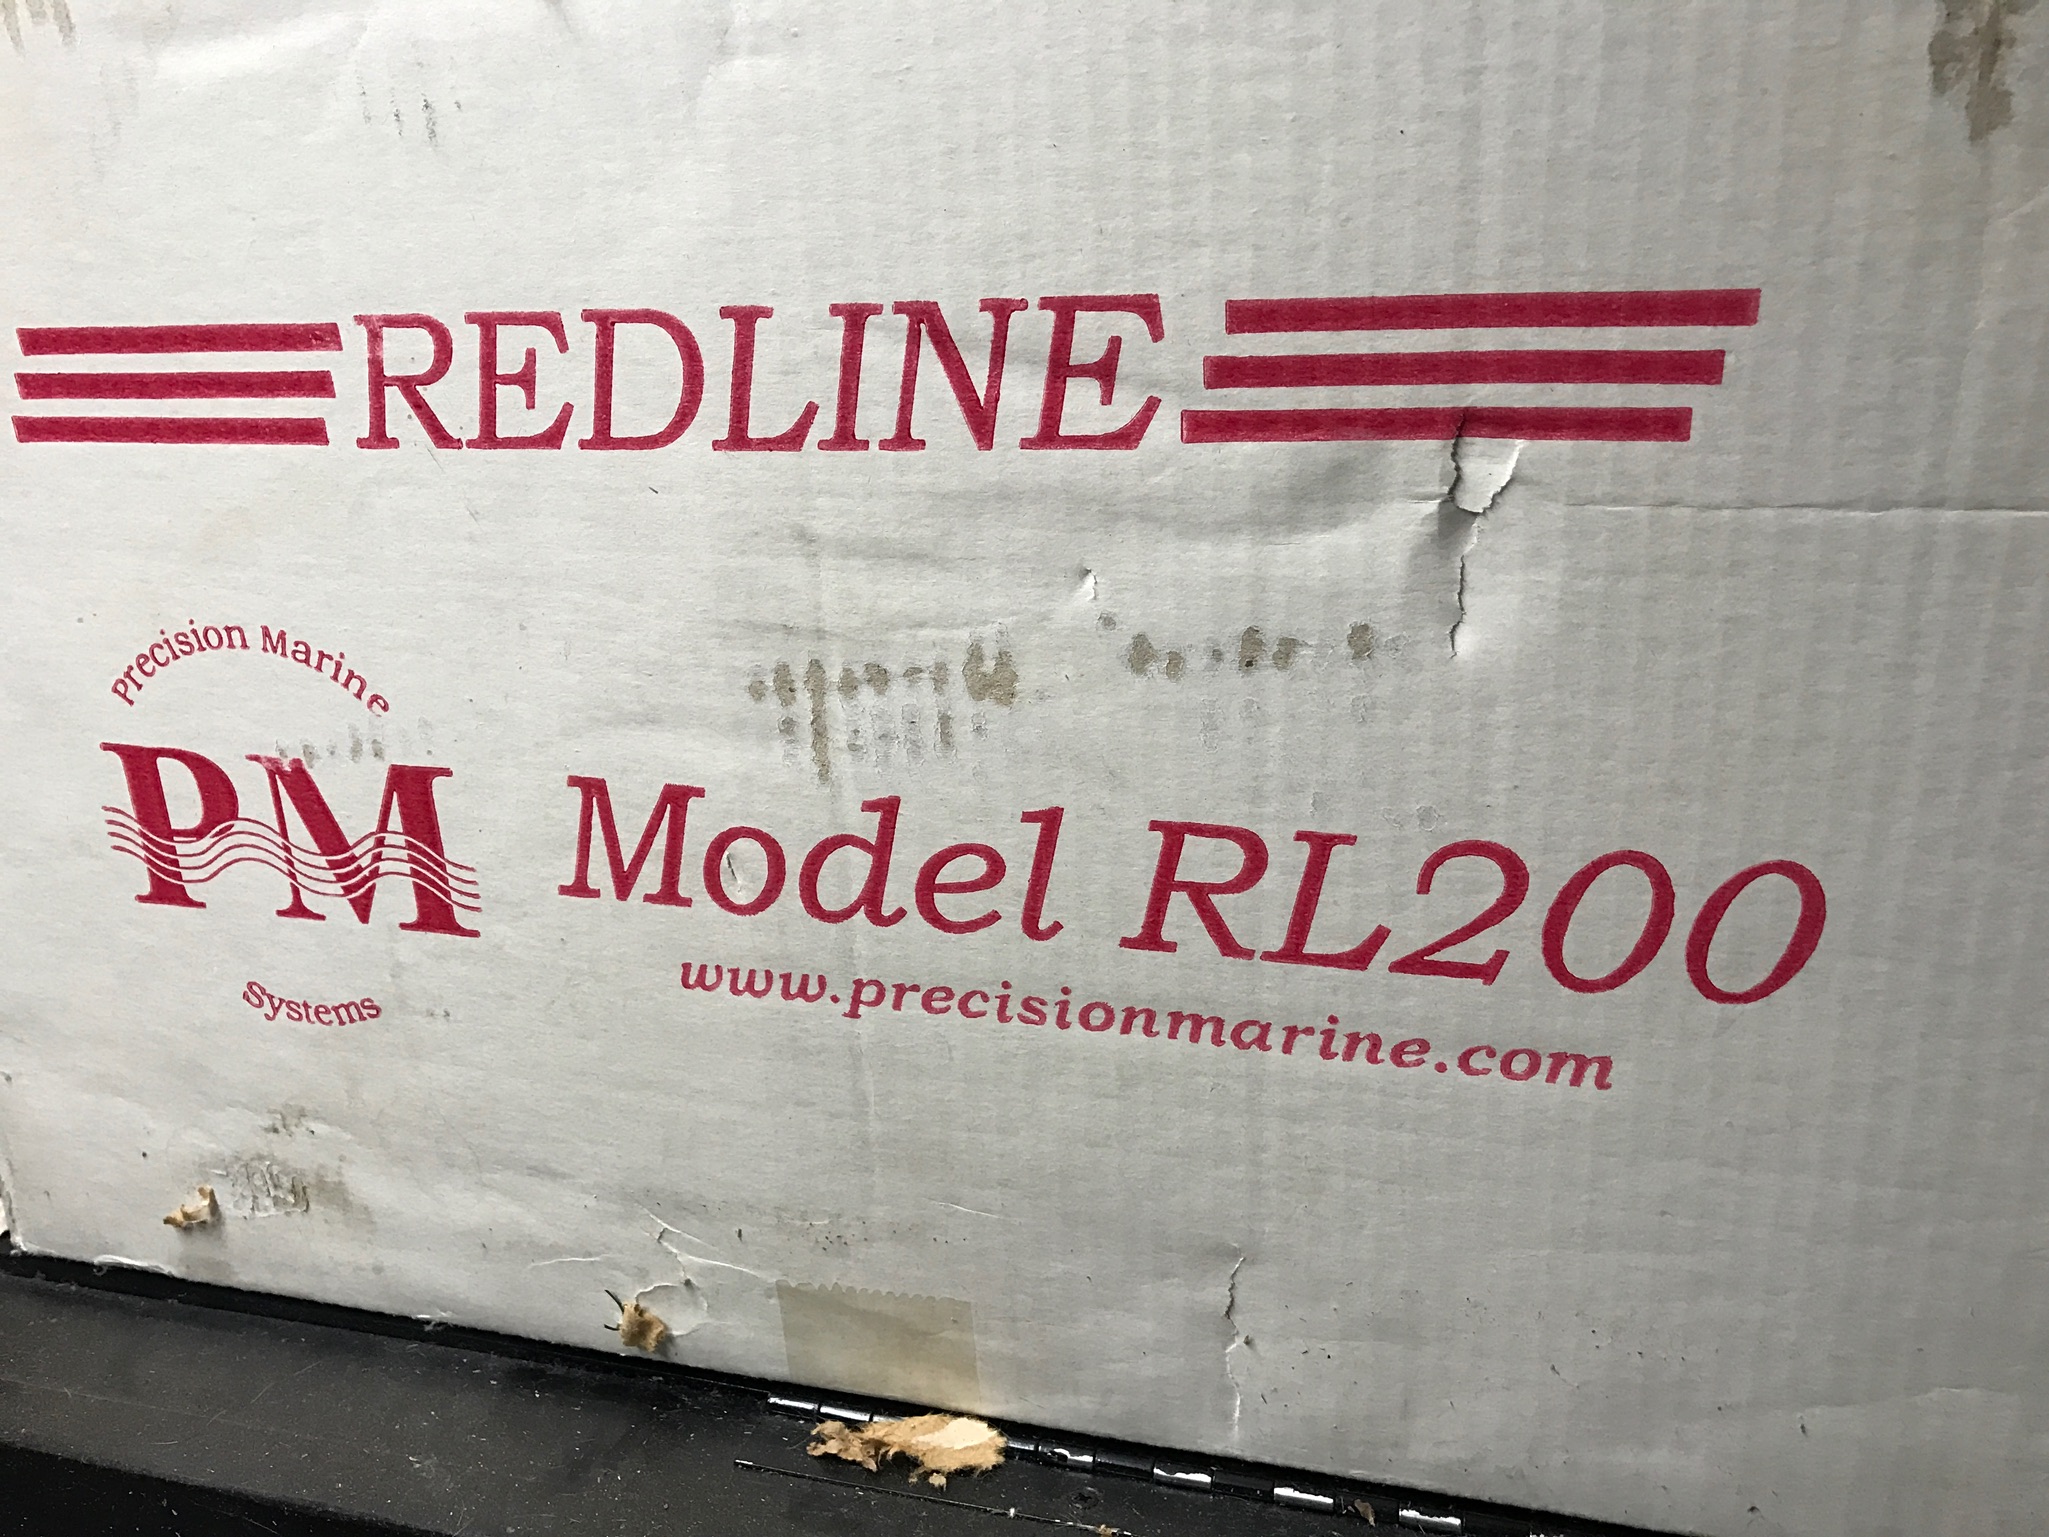 REDLINE
Precision Marine
PM
Systems
Model RL200
www.precisionmarine.com